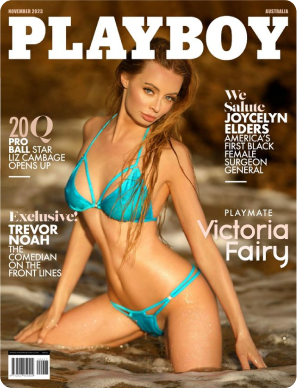 NOVEMBER 2023
AUSTRALIA
PLAYBOY
20Q
PRO
BALL STAR
LIZ CAMBAGE
OPENS UP
We
Salute
JOYCELYN
ELDERS
AMERICA'S
FIRST BLACK
FEMALE
SURGEON
GENERAL
Exclusive!
TREVOR
NOAH
THE
COMEDIAN
ON THE
FRONT LINES
PLAYMATE
Victoria
Fairy